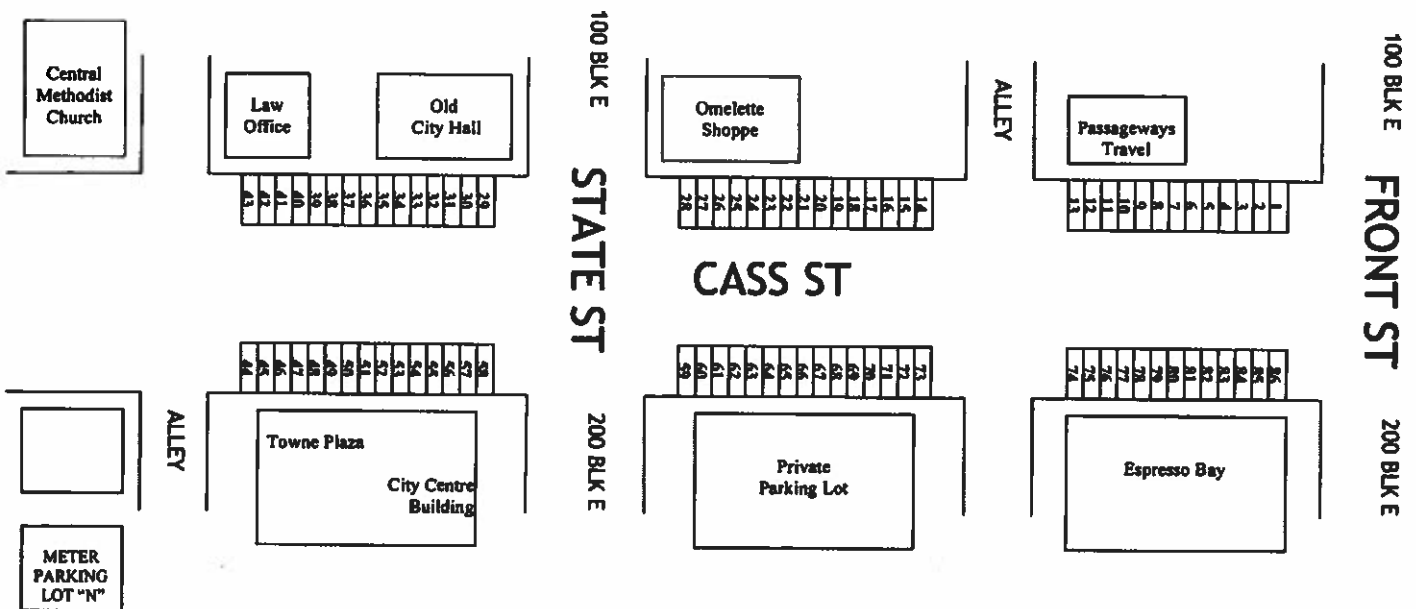 Central
Methodist
Church
Law
Office
Old
City Hall
100 BLK E
Omelette
Shoppe
ALLEY
Passageways
Travel
100 BLK E
43 42 41 40 39 38 37 36 35 34 33 32 31 30 29
28 27 26 25 24 23 22 21 20 19 18 17 16 15 14
13 12 11 10 9 8 7 6 5 4 3 2 1
STATE ST
CASS ST
FRONT ST
44 45 46 47 48 49 50 51 52 53 54 55 56 57 58
59 60 61 62 63 64 65 66 67 68 69 70 71 72 73
74 75 76 77 78 79 80 81 82 83 84 85 86
ALLEY
Towne Plaza
City Centre
Building
200 BLK E
Private
Parking Lot
Espresso Bay
200 BLK E
METER
PARKING
LOT "N"